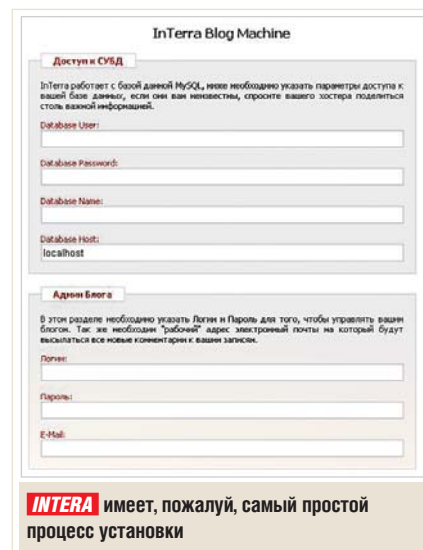 InTerra Blog Machine
Доступ к СУБД
InTerra работает с базой данной MySQL, ниже необходимо указать параметры доступа к
вашей базе данных, если они вам неизвестны, спросите вашего хостера поделиться
столь важной информацией.
Database User:
Database Password:
Database Name:
Database Host:
localhost
Админ Блога
В этом разделе необходимо указать Логин и Пароль для того, чтобы управлять вашим
блогом. Так же необходим "рабочий" адрес электронной почты на который будут
высылаться все новые комментарии к вашим записям.
Логин:
Пароль:
E-Mail:
INTERA имеет, пожалуй, самый простой
процесс установки